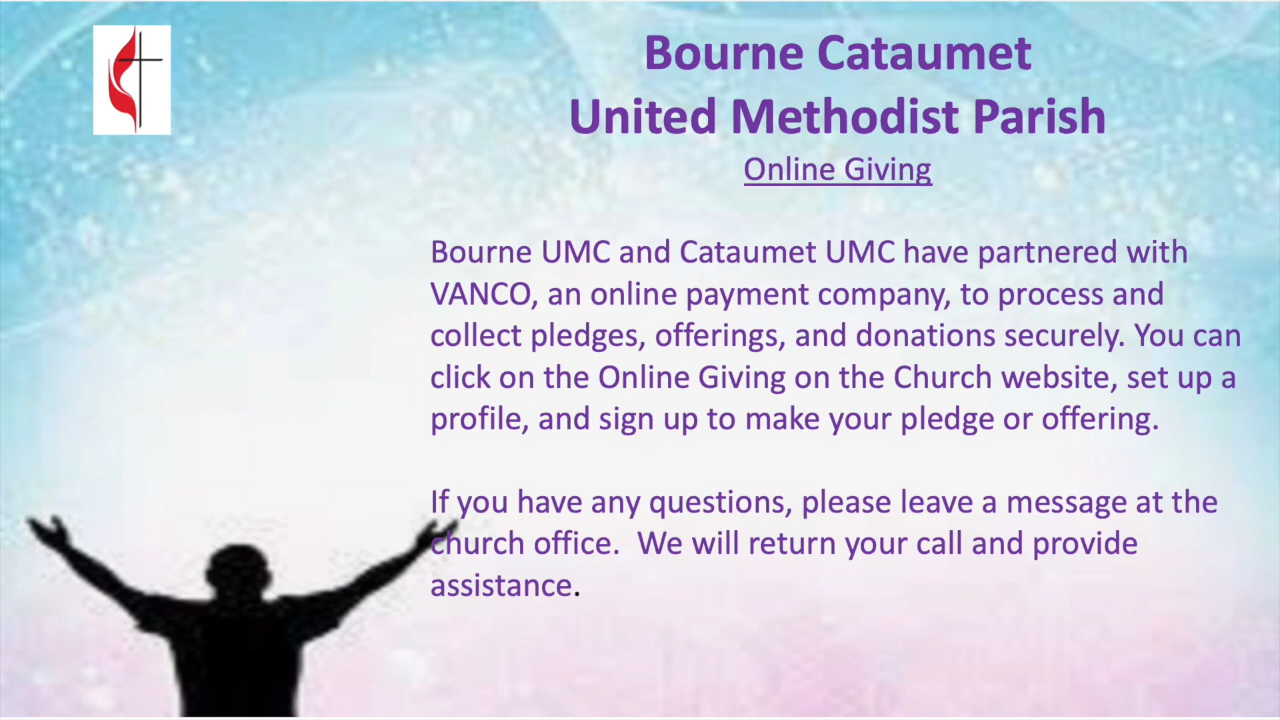 Bourne Cataumet
United Methodist Parish
Online Giving
Bourne UMC and Cataumet UMC have partnered with
VANCO, an online payment company, to process and
collect pledges, offerings, and donations securely. You can
click on the Online Giving on the Church website, set up a
profile, and sign up to make your pledge or offering.
If you have any questions, please leave a message at the
church office.  We will return your call and provide
assistance.